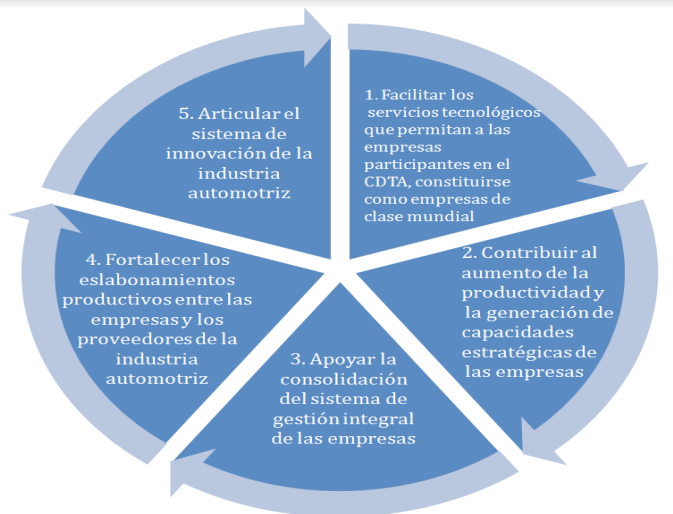 1. Facilitar los
servicios tecnológicos
que permitan a las
empresas
participantes en el
CDTA, constituirse
como empresas de
clase mundial
2. Contribuir al
aumento de la
productividad y
la generación de
capacidades
estratégicas de
las empresas
3. Apoyar la
consolidación
del sistema de
gestión integral
de las empresas
4. Fortalecer los
eslabonamientos
productivos entre las
empresas y los
proveedores de la
industria
automotriz
5. Articular el
sistema de
innovación de la
industria
automotriz